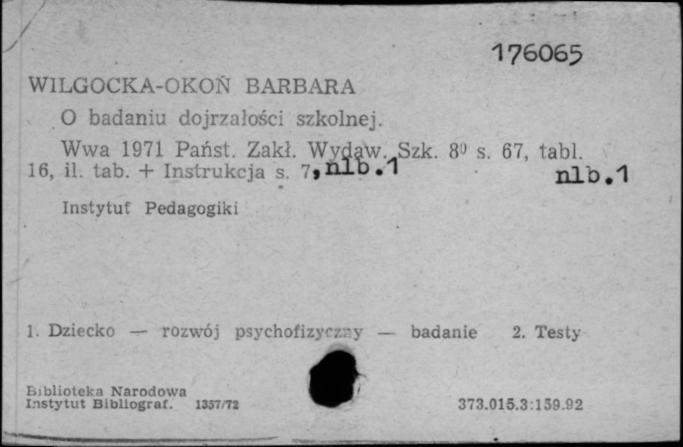 176065
WILGOCKA-OKOŃ BARBARA
O badaniu dojrzałości szkolnej.
Wwa 1971 Państ. Zakł. Wydaw. Szk. 8⁰ s. 67, tabl.
16, il. tab. + Instrukcja s. 7, nlb.1 nlb.1
Instytut Pedagogiki
1. Dziecko — rozwój psychofizyczny — badanie 2. Testy
Biblioteka Narodowa
Instytut Bibliograf. 1357/72 373.015.3:159.92